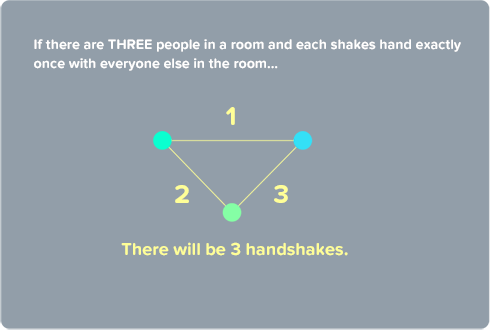 If there are THREE people in a room and each shakes hand exactly
once with everyone else in the room...
1
2
3
There will be 3 handshakes.